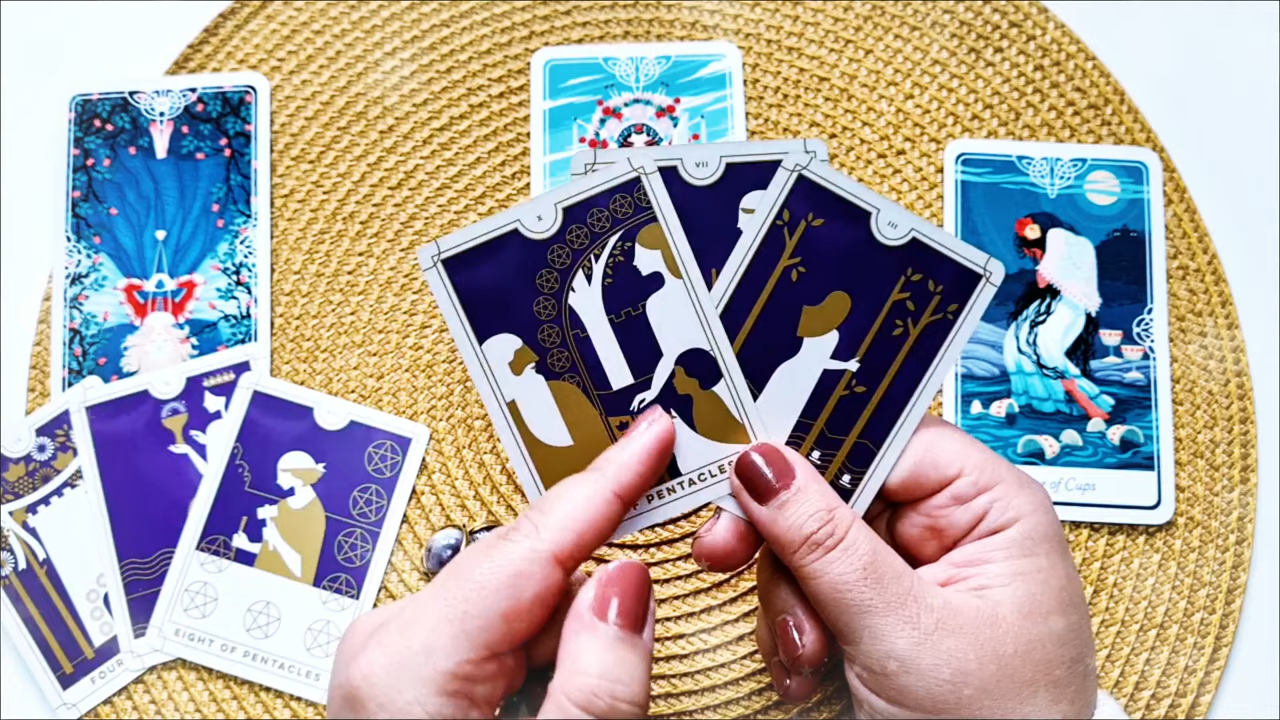 X
VII
III
PENTACLES
of Cups
FOUR
EIGHT OF PENTACLES